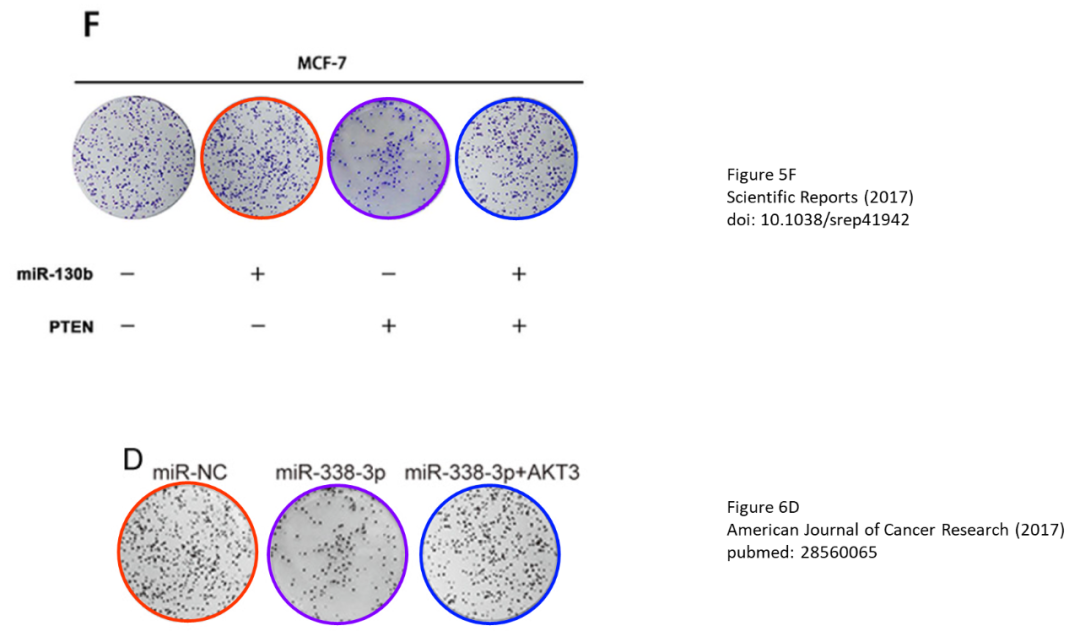 F
MCF-7
Figure 5F
Scientific Reports (2017)
doi: 10.1038/srep41942
miR-130b − + − +
PTEN − − + +
D
miR-NC miR-338-3p miR-338-3p+AKT3
Figure 6D
American Journal of Cancer Research (2017)
pubmed: 28560065